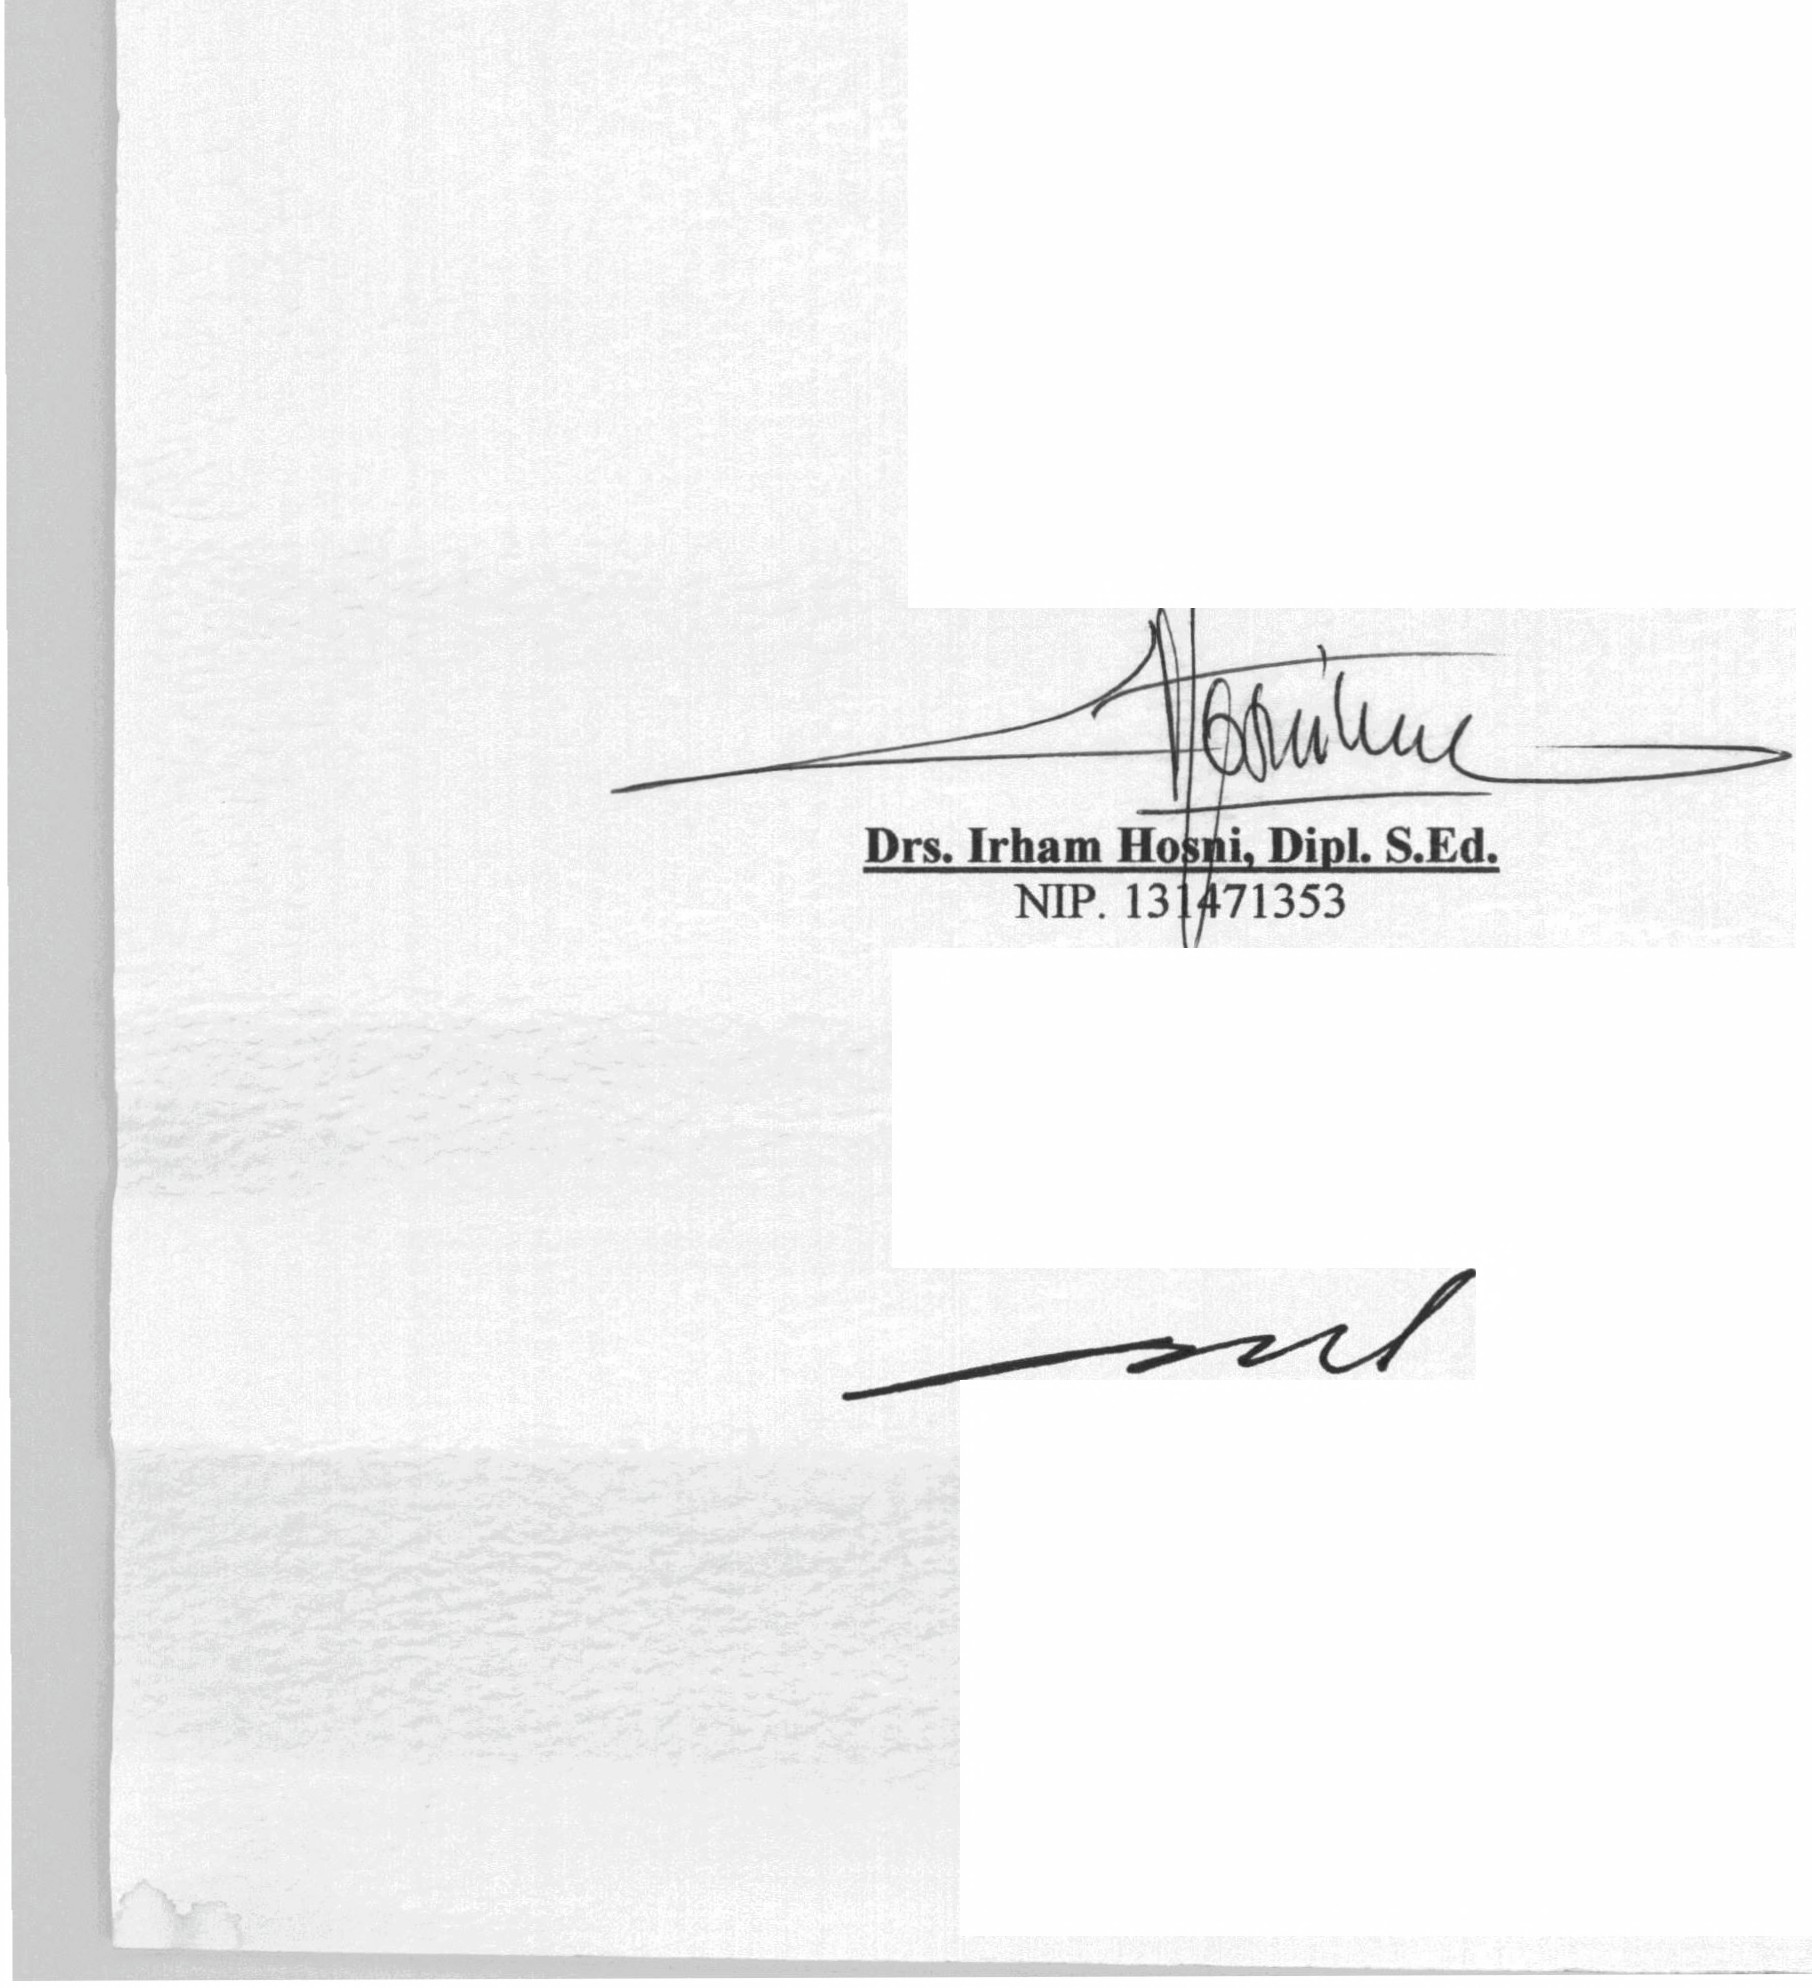 Drs. Irham Hosni, Dipl. S.Ed.
NIP. 131471353